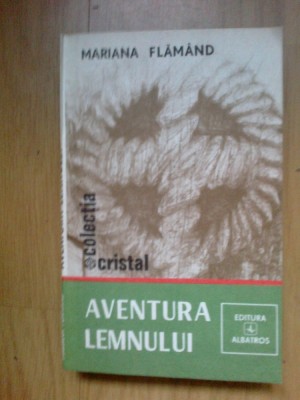 MARIANA FLĂMÂND
colecția
cristal
AVENTURA
LEMNULUI
EDITURA
ALBATROS